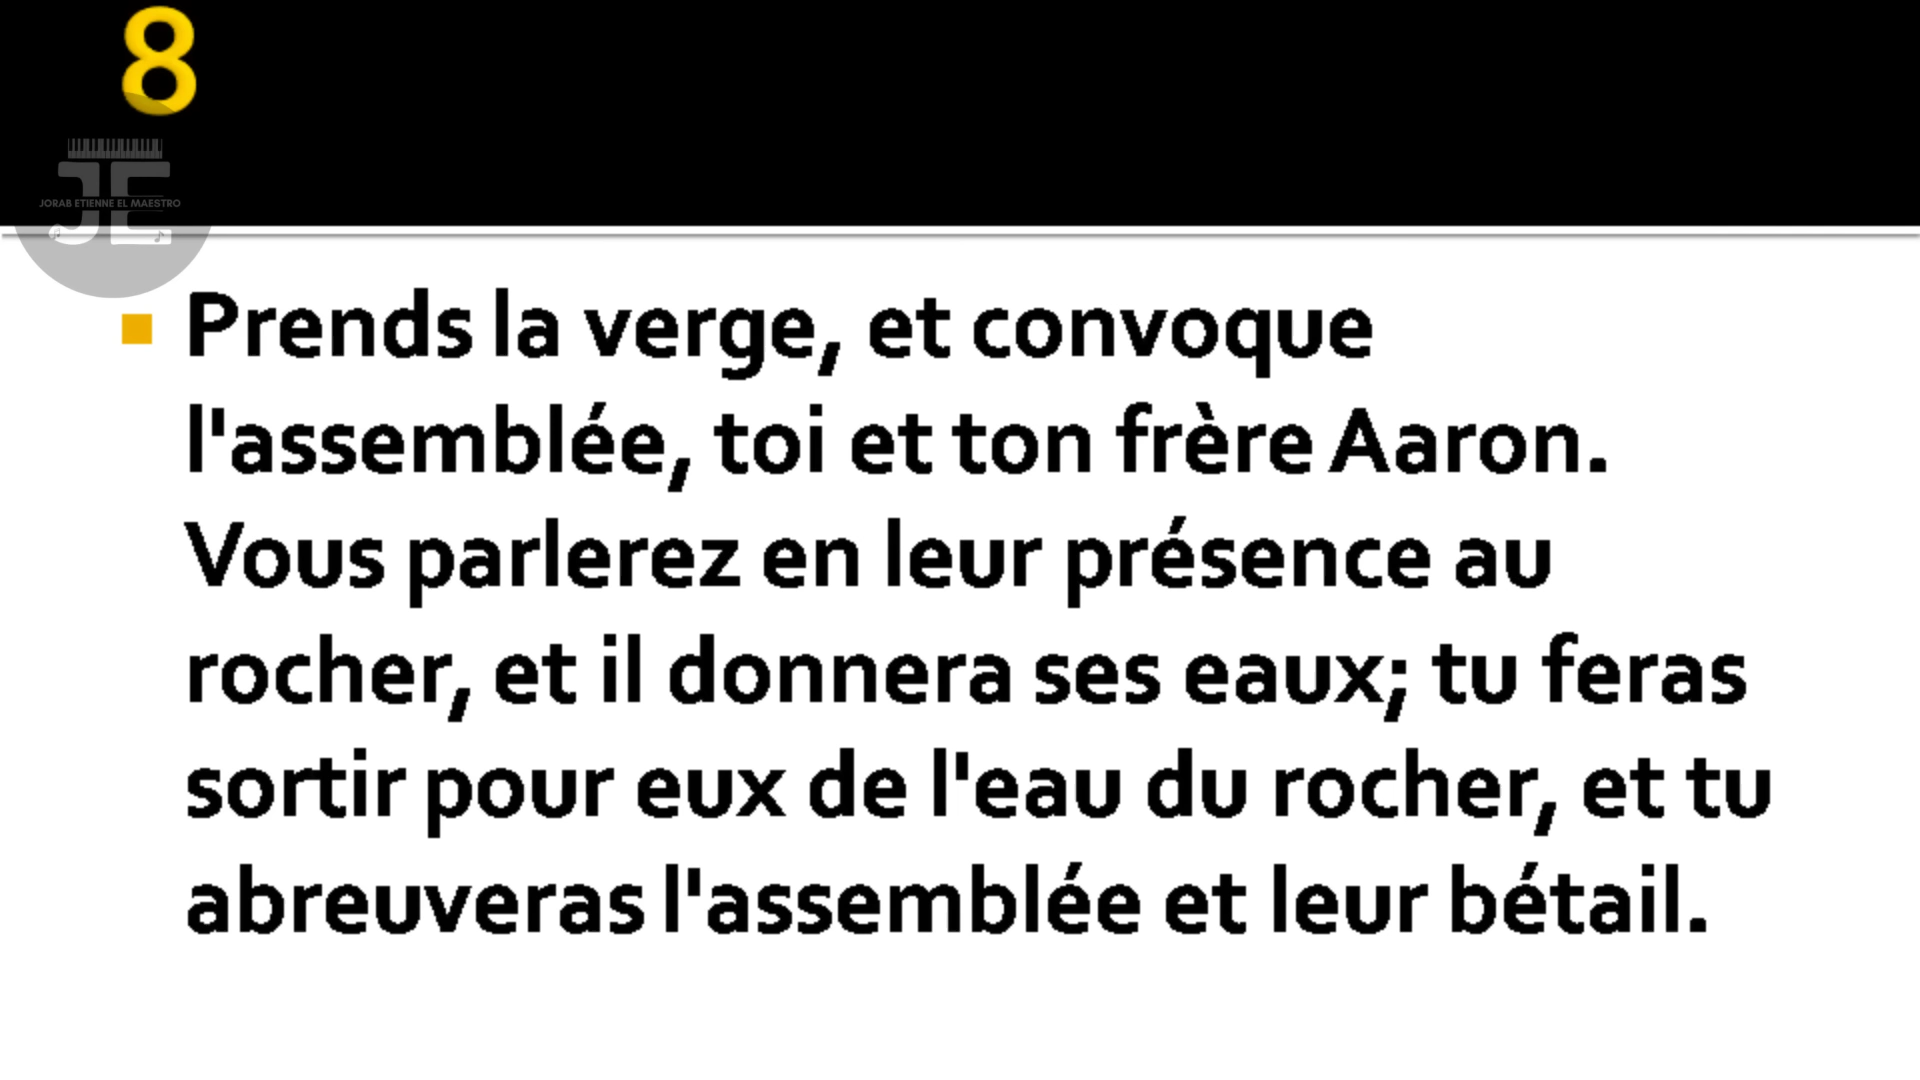 8
JE
JORAB ETIENNE EL MAESTRO
Prends la verge, et convoque
l'assemblée, toi et ton frère Aaron.
Vous parlerez en leur présence au
rocher, et il donnera ses eaux; tu feras
sortir pour eux de l'eau du rocher, et tu
abreuveras l'assemblée et leur bétail.